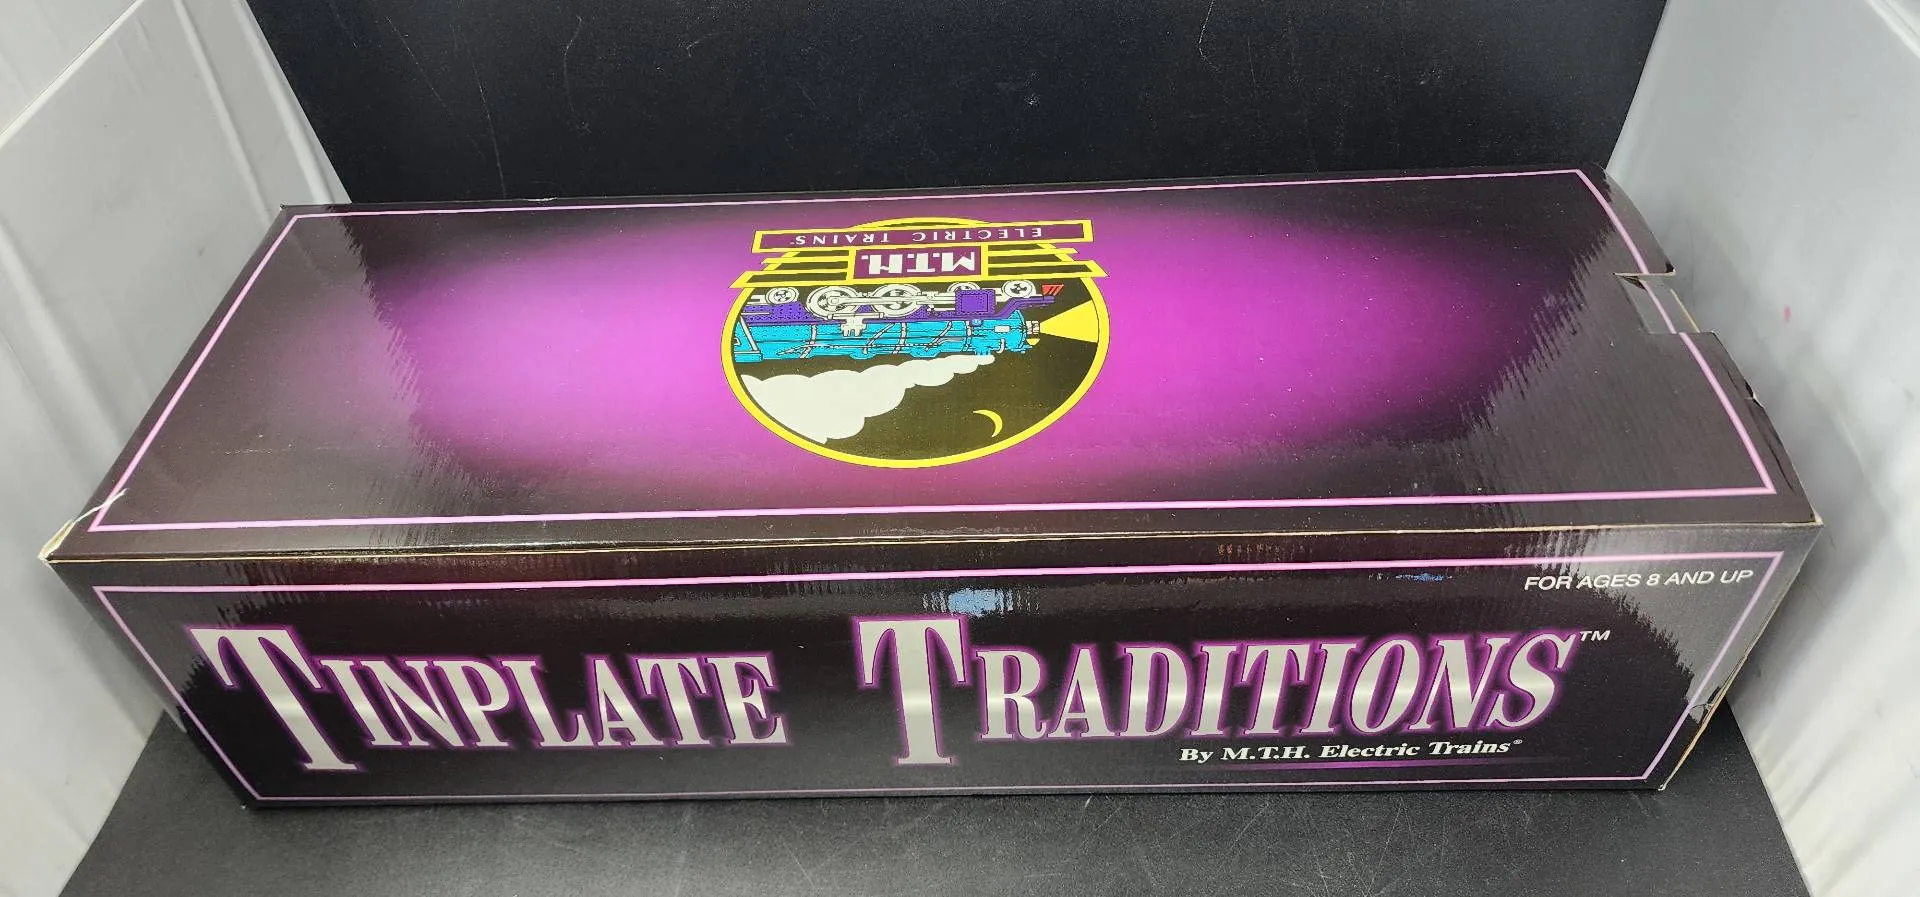 ELECTRIC TRAINS
M.T.H.
FOR AGES 8 AND UP
TINPLATE TRADITIONS™
By M.T.H. Electric Trains®